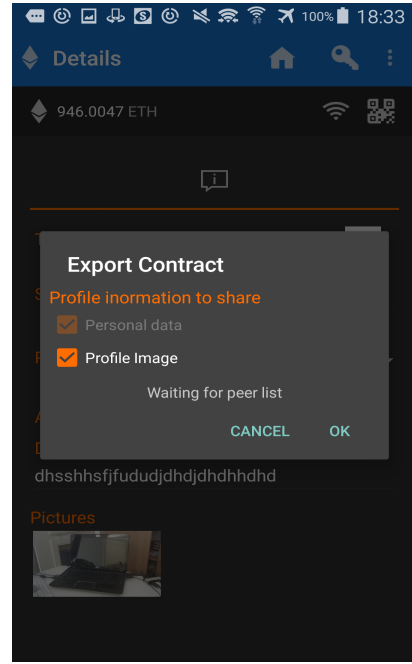 100% 18:33
Details
946.0047 ETH
Export Contract
Profile inormation to share
Personal data
Profile Image
Waiting for peer list
CANCEL OK
dhsshhsfjfududjdhdjdhdhhdhd
Pictures